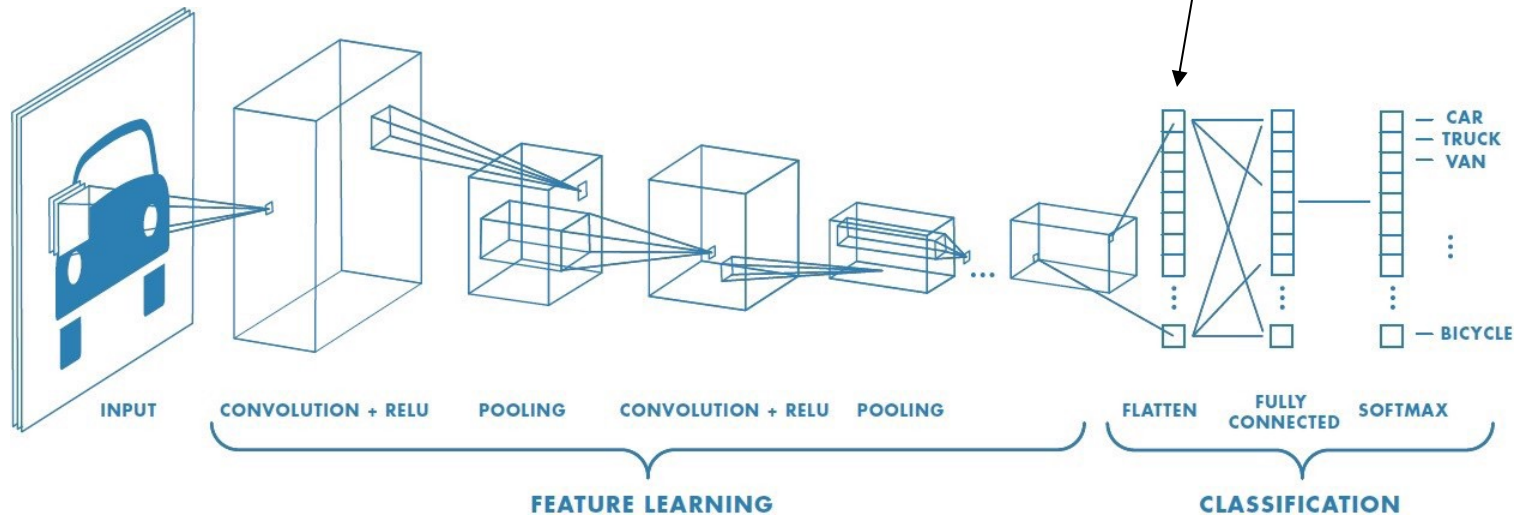 CAR
TRUCK
VAN
BICYCLE
INPUT
CONVOLUTION + RELU
POOLING
CONVOLUTION + RELU
POOLING
FLATTEN
FULLY
CONNECTED
SOFTMAX
FEATURE LEARNING
CLASSIFICATION